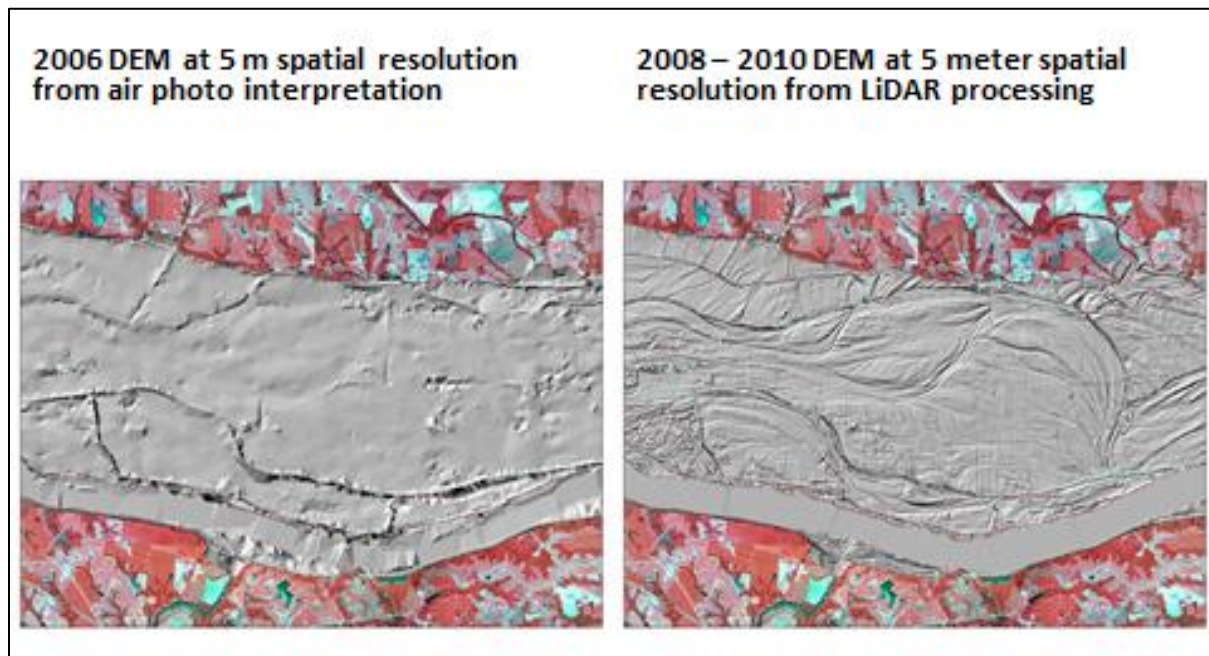 2006 DEM at 5 m spatial resolution
from air photo interpretation
2008 – 2010 DEM at 5 meter spatial
resolution from LiDAR processing